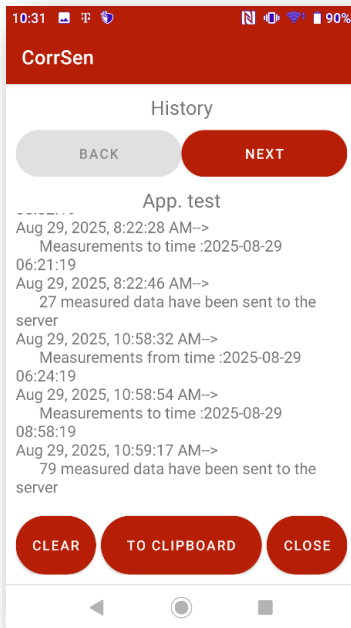 10:31
90%
CorrSen
History
BACK
NEXT
App. test
Aug 29, 2025, 8:22:28 AM-->
Measurements to time :2025-08-29
06:21:19
Aug 29, 2025, 8:22:46 AM-->
27 measured data have been sent to the
server
Aug 29, 2025, 10:58:32 AM-->
Measurements from time :2025-08-29
06:24:19
Aug 29, 2025, 10:58:54 AM-->
Measurements to time :2025-08-29
08:58:19
Aug 29, 2025, 10:59:17 AM-->
79 measured data have been sent to the
server
CLEAR
TO CLIPBOARD
CLOSE